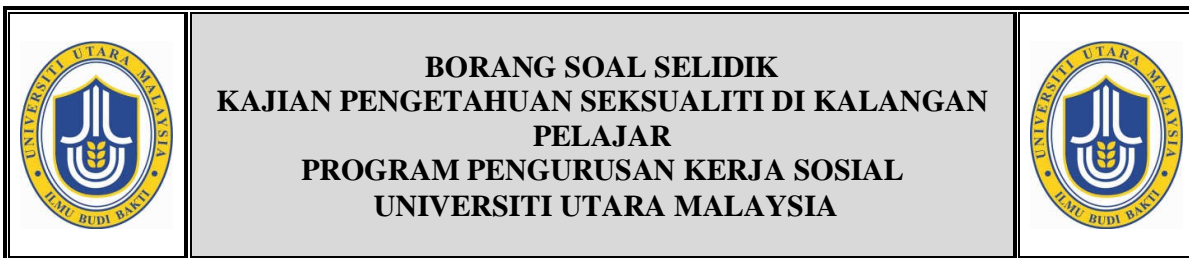 UNIVERSITI UTARA MALAYSIA
ILMU BUDI BAKTI
BORANG SOAL SELIDIK
KAJIAN PENGETAHUAN SEKSUALITI DI KALANGAN
PELAJAR
PROGRAM PENGURUSAN KERJA SOSIAL
UNIVERSITI UTARA MALAYSIA
UNIVERSITI UTARA MALAYSIA
ILMU BUDI BAKTI